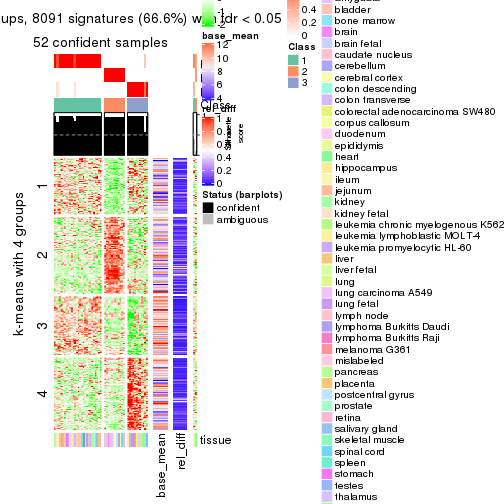 ups, 8091 signatures (66.6%) with fdr < 0.05
52 confident samples
k-means with 4 groups
1
2
3
4
base_mean
rel_diff
tissue
Class
Silhouette
score
-2
base_mean
12
10
8
6
4
rel_diff
1
0.8
0.6
0.4
0.2
0
Status (barplots)
confident
ambiguous
0.4
0.2
0
Class
1
2
3
bladder
bone marrow
brain
brain fetal
caudate nucleus
cerebellum
cerebral cortex
colon descending
colon transverse
colorectal adenocarcinoma SW480
corpus callosum
duodenum
epididymis
heart
hippocampus
ileum
jejunum
kidney
kidney fetal
leukemia chronic myelogenous K562
leukemia lymphoblastic MOLT-4
leukemia promyelocytic HL-60
liver
liver fetal
lung
lung carcinoma A549
lung fetal
lymph node
lymphoma Burkitts Daudi
lymphoma Burkitts Raji
melanoma G361
mislabeled
pancreas
placenta
postcentral gyrus
prostate
retina
salivary gland
skeletal muscle
spinal cord
spleen
stomach
testes
thalamus